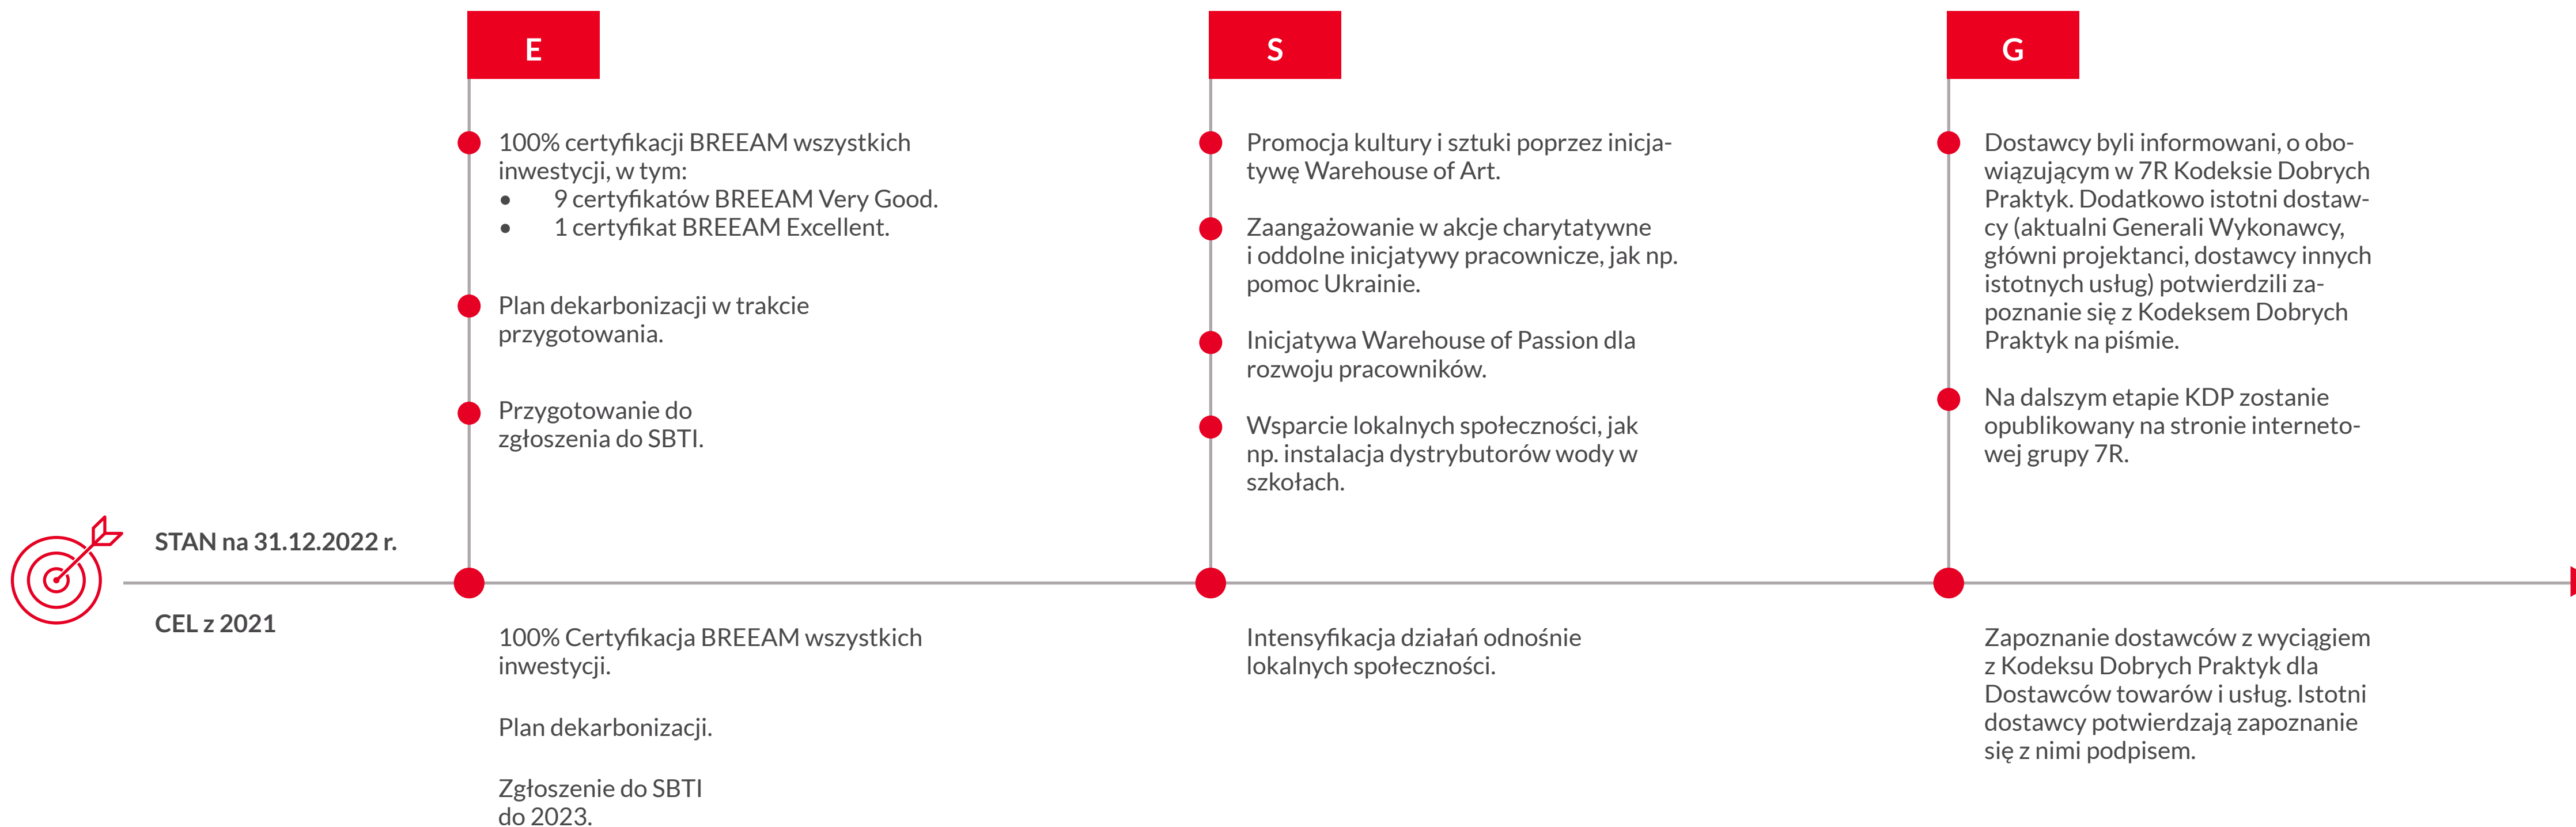 E
100% certyfikacji BREEAM wszystkich
inwestycji, w tym:
• 9 certyfikatów BREEAM Very Good.
• 1 certyfikat BREEAM Excellent.
Plan dekarbonizacji w trakcie
przygotowania.
Przygotowanie do
zgłoszenia do SBTI.
S
Promocja kultury i sztuki poprzez inicja-
tywę Warehouse of Art.
Zaangażowanie w akcje charytatywne
i oddolne inicjatywy pracownicze, jak np.
pomoc Ukrainie.
Inicjatywa Warehouse of Passion dla
rozwoju pracowników.
Wsparcie lokalnych społeczności, jak
np. instalacja dystrybutorów wody w
szkołach.
G
Dostawcy byli informowani, o obo-
wiązującym w 7R Kodeksie Dobrych
Praktyk. Dodatkowo istotni dostaw-
cy (aktualni Generali Wykonawcy,
główni projektanci, dostawcy innych
istotnych usług) potwierdzili za-
poznanie się z Kodeksem Dobrych
Praktyk na piśmie.
Na dalszym etapie KDP zostanie
opublikowany na stronie interneto-
wej grupy 7R.
STAN na 31.12.2022 r.
CEL z 2021
100% Certyfikacja BREEAM wszystkich
inwestycji.
Plan dekarbonizacji.
Zgłoszenie do SBTI
do 2023.
Intensyfikacja działań odnośnie
lokalnych społeczności.
Zapoznanie dostawców z wyciągiem
z Kodeksu Dobrych Praktyk dla
Dostawców towarów i usług. Istotni
dostawcy potwierdzają zapoznanie
się z nimi podpisem.